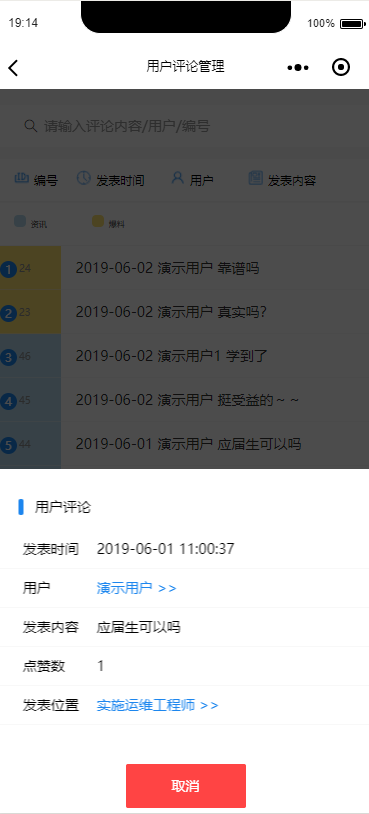 19:14 100%
用户评论管理
请输入评论内容/用户/编号
编号 发表时间 用户 发表内容
资讯 爆料
1 24 2019-06-02 演示用户 靠谱吗
2 23 2019-06-02 演示用户 真实吗?
3 46 2019-06-02 演示用户1 学到了
4 45 2019-06-02 演示用户 挺受益的~~
5 44 2019-06-01 演示用户 应届生可以吗
用户评论
发表时间 2019-06-01 11:00:37
用户 演示用户 >>
发表内容 应届生可以吗
点赞数 1
发表位置 实施运维工程师 >>
取消